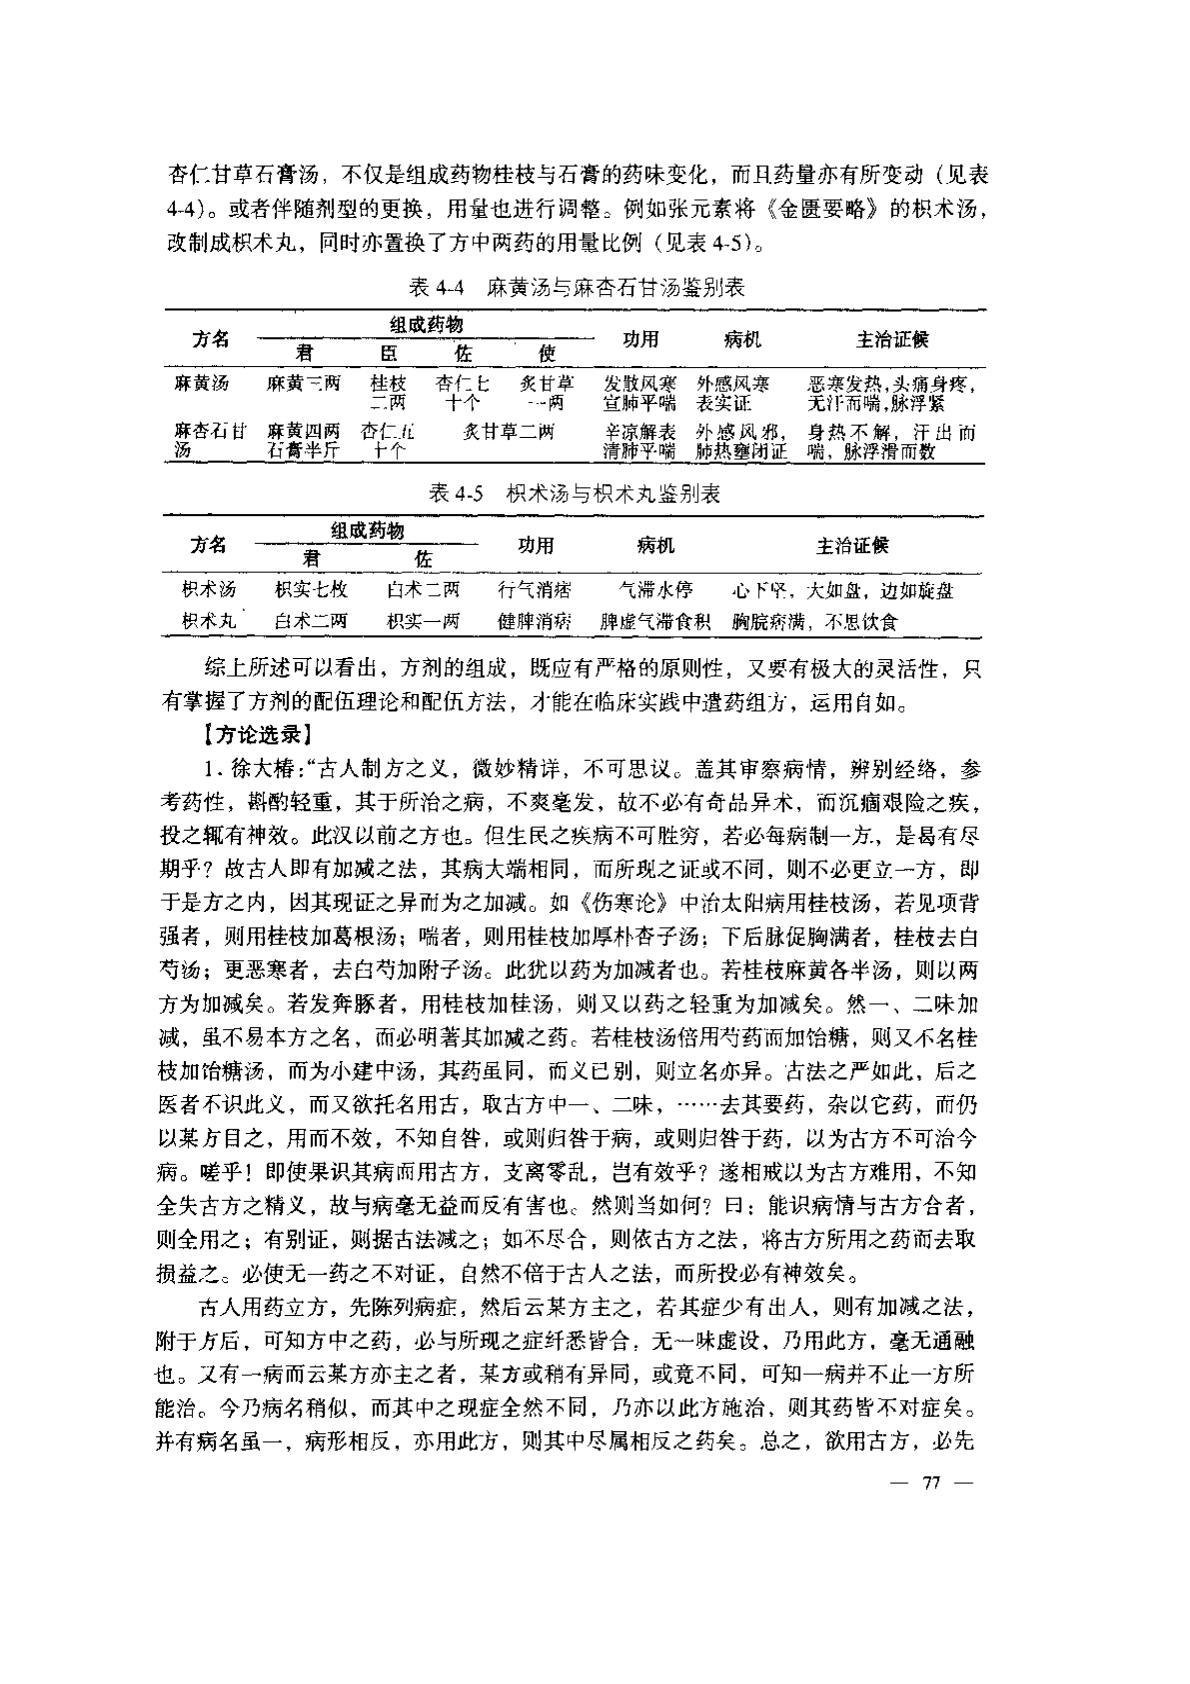 杏仁甘草石膏汤，不仅是组成药物桂枝与石膏的药味变化，而且药量亦有所变动（见表
4-4）。或者伴随剂型的更换，用量也进行调整。例如张元素将《金匮要略》的枳术汤，
改制成枳术丸，同时亦置换了方中两药的用量比例（见表4-5）。
表4-4 麻黄汤与麻杏石甘汤鉴别表
方名 组成药物 功用 病机 主治证候
君 臣 佐 使
麻黄汤 麻黄三两 桂枝 杏仁七 炙甘草 发散风寒 外感风寒 恶寒发热,头痛身疼,
二两 十个 一两 宣肺平喘 表实证 无汗而喘,脉浮紧
麻杏石甘 麻黄四两 杏仁五 炙甘草二两 辛凉解表 外感风邪， 身热不解，汗出而
汤 石膏半斤 十个 清肺平喘 肺热壅闭证 喘，脉浮滑而数
表4-5 枳术汤与枳术丸鉴别表
方名 组成药物 功用 病机 主治证候
君 佐
枳术汤 枳实七枚 白术二两 行气消痞 气滞水停 心下坚，大如盘，边如旋盘
枳术丸 白术二两 枳实一两 健脾消痞 脾虚气滞食积 胸脘痞满，不思饮食
综上所述可以看出，方剂的组成，既应有严格的原则性，又要有极大的灵活性，只
有掌握了方剂的配伍理论和配伍方法，才能在临床实践中遣药组方，运用自如。
【方论选录】
1.徐大椿:“古人制方之义，微妙精详，不可思议。盖其审察病情，辨别经络，参
考药性，斟酌轻重，其于所治之病，不爽毫发，故不必有奇品异术，而沉痼艰险之疾，
投之辄有神效。此汉以前之方也。但生民之疾病不可胜穷，若必每病制一方，是曷有尽
期乎？故古人即有加减之法，其病大端相同，而所现之证或不同，则不必更立一方，即
于是方之内，因其现证之异而为之加减。如《伤寒论》中治太阳病用桂枝汤，若见项背
强者，则用桂枝加葛根汤；喘者，则用桂枝加厚朴杏子汤；下后脉促胸满者，桂枝去白
芍汤；更恶寒者，去白芍加附子汤。此犹以药为加减者也。若桂枝麻黄各半汤，则以两
方为加减矣。若发奔豚者，用桂枝加桂汤，则又以药之轻重为加减矣。然一、二味加
减，虽不易本方之名，而必明著其加减之药。若桂枝汤倍用芍药而加饴糖，则又不名桂
枝加饴糖汤，而为小建中汤，其药虽同，而义已别，则立名亦异。古法之严如此，后之
医者不识此义，而又欲托名用古，取古方中一、二味，……去其要药，杂以它药，而仍
以某方目之，用而不效，不知自咎，或则归咎于病，或则归咎于药，以为古方不可治今
病。嗟乎！即使果识其病而用古方，支离零乱，岂有效乎？遂相戒以为古方难用，不知
全失古方之精义，故与病毫无益而反有害也。然则当如何？曰：能识病情与古方合者，
则全用之；有别证，则据古法减之；如不尽合，则依古方之法，将古方所用之药而去取
损益之。必使无一药之不对证，自然不倍于古人之法，而所投必有神效矣。
古人用药立方，先陈列病症，然后云某方主之，若其症少有出人，则有加减之法，
附于方后，可知方中之药，必与所现之症纤悉皆合，无一味虚设，乃用此方，毫无通融
也。又有一病而云某方亦主之者，某方或稍有异同，或竟不同，可知一病并不止一方所
能治。今乃病名稍似，而其中之现症全然不同，乃亦以此方施治，则其药皆不对症矣。
并有病名虽一，病形相反，亦用此方，则其中尽属相反之药矣。总之，欲用古方，必先
— 77 —